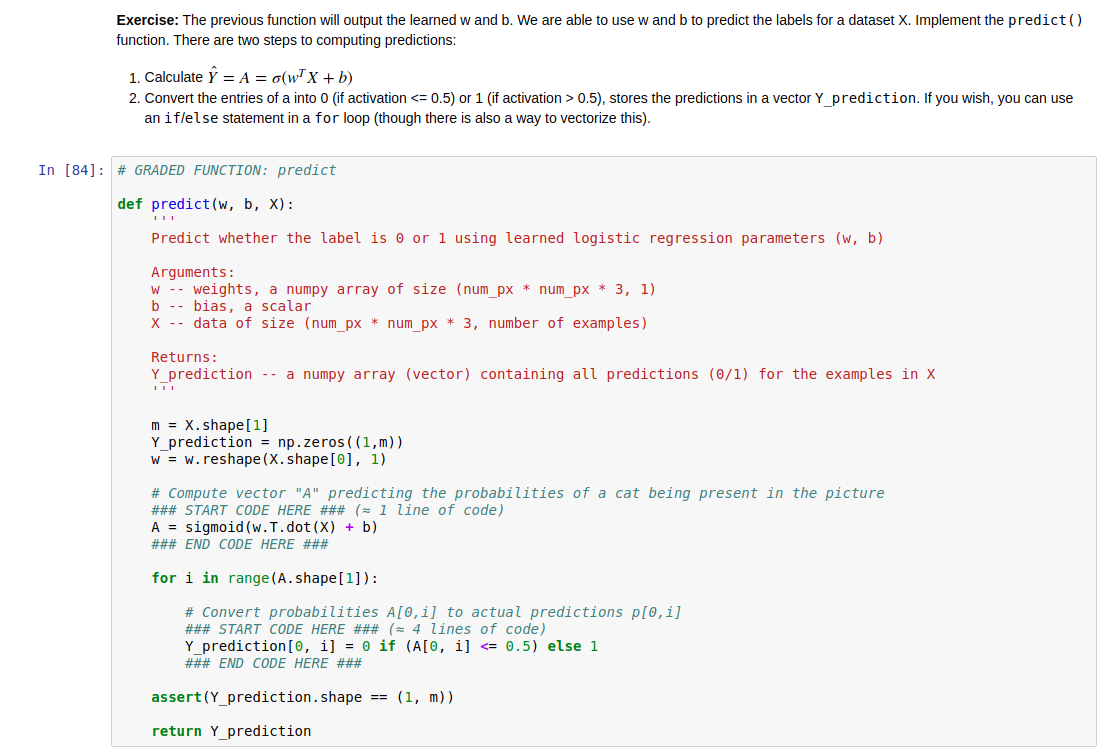 Exercise: The previous function will output the learned w and b. We are able to use w and b to predict the labels for a dataset X. Implement the predict()
function. There are two steps to computing predictions:
1. Calculate Ŷ = A = σ(wᵀX + b)
2. Convert the entries of a into 0 (if activation <= 0.5) or 1 (if activation > 0.5), stores the predictions in a vector Y_prediction. If you wish, you can use
an if/else statement in a for loop (though there is also a way to vectorize this).
In [84]: # GRADED FUNCTION: predict
def predict(w, b, X):
    '''
    Predict whether the label is 0 or 1 using learned logistic regression parameters (w, b)
    Arguments:
    w -- weights, a numpy array of size (num_px * num_px * 3, 1)
    b -- bias, a scalar
    X -- data of size (num_px * num_px * 3, number of examples)
    Returns:
    Y_prediction -- a numpy array (vector) containing all predictions (0/1) for the examples in X
    '''
    m = X.shape[1]
    Y_prediction = np.zeros((1,m))
    w = w.reshape(X.shape[0], 1)
    # Compute vector "A" predicting the probabilities of a cat being present in the picture
    ### START CODE HERE ### (≈ 1 line of code)
    A = sigmoid(w.T.dot(X) + b)
    ### END CODE HERE ###
    for i in range(A.shape[1]):
        # Convert probabilities A[0,i] to actual predictions p[0,i]
        ### START CODE HERE ### (≈ 4 lines of code)
        Y_prediction[0, i] = 0 if (A[0, i] <= 0.5) else 1
        ### END CODE HERE ###
    assert(Y_prediction.shape == (1, m))
    return Y_prediction